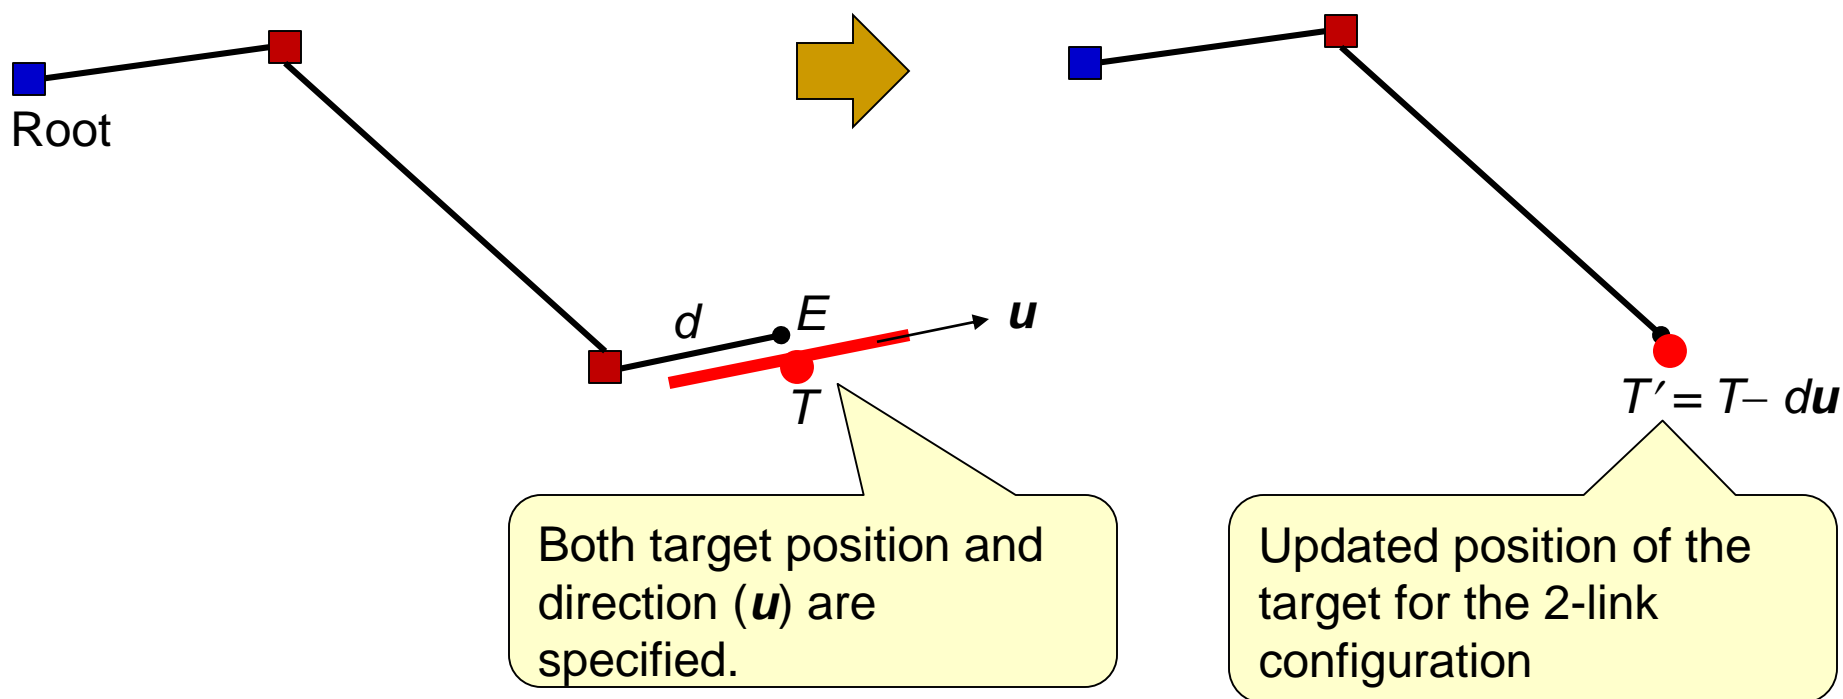 Root
d
E
u
T
T′ = T– du
Both target position and
direction (u) are
specified.
Updated position of the
target for the 2-link
configuration